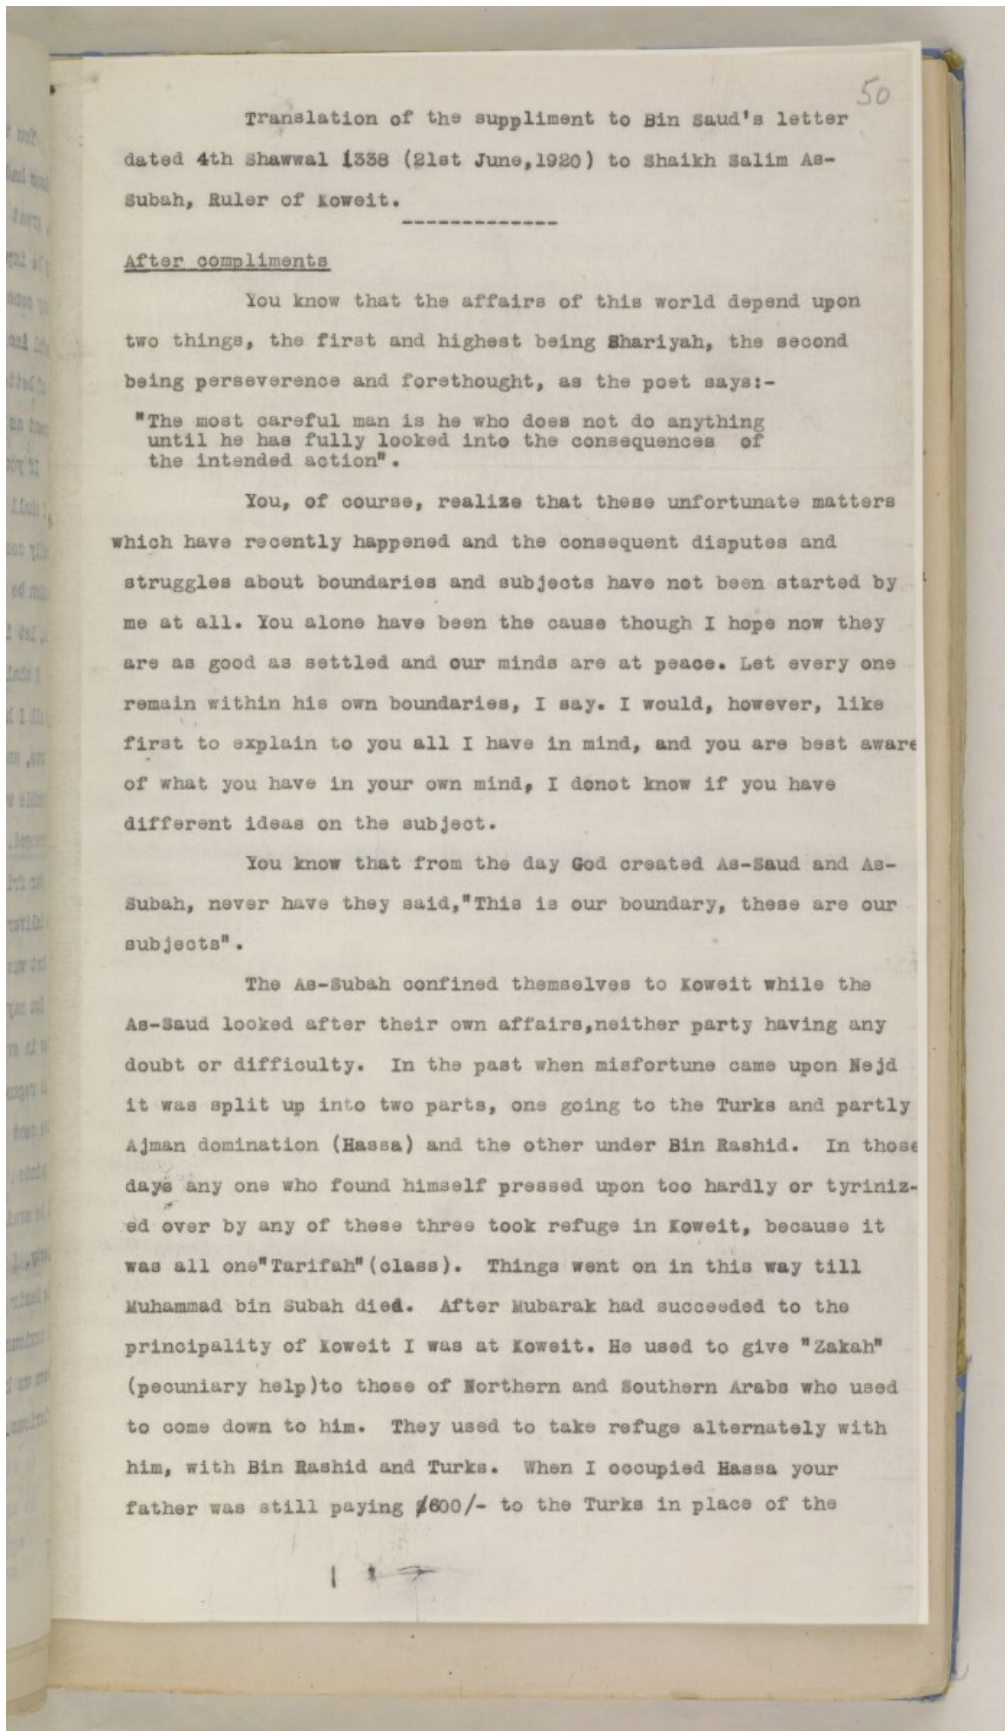 50
Translation of the suppliment to Bin Saud's letter
dated 4th Shawwal 1338 (21st June,1920) to Shaikh Salim As-
Subah, Ruler of Koweit.
-------------
After compliments
You know that the affairs of this world depend upon
two things, the first and highest being Shariyah, the second
being perseverence and forethought, as the poet says:-
"The most careful man is he who does not do anything
until he has fully looked into the consequences of
the intended action".
You, of course, realize that these unfortunate matters
which have recently happened and the consequent disputes and
struggles about boundaries and subjects have not been started by
me at all. You alone have been the cause though I hope now they
are as good as settled and our minds are at peace. Let every one
remain within his own boundaries, I say. I would, however, like
first to explain to you all I have in mind, and you are best aware
of what you have in your own mind, I donot know if you have
different ideas on the subject.
You know that from the day God created As-Saud and As-
Subah, never have they said,"This is our boundary, these are our
subjects".
The As-Subah confined themselves to Koweit while the
As-Saud looked after their own affairs,neither party having any
doubt or difficulty. In the past when misfortune came upon Nejd
it was split up into two parts, one going to the Turks and partly
Ajman domination (Hassa) and the other under Bin Rashid. In those
days any one who found himself pressed upon too hardly or tyriniz-
ed over by any of these three took refuge in Koweit, because it
was all one"Tarifah"(class). Things went on in this way till
Muhammad bin Subah died. After Mubarak had succeeded to the
principality of Koweit I was at Koweit. He used to give "Zakah"
(pecuniary help)to those of Northern and Southern Arabs who used
to come down to him. They used to take refuge alternately with
him, with Bin Rashid and Turks. When I occupied Hassa your
father was still paying $600/- to the Turks in place of the